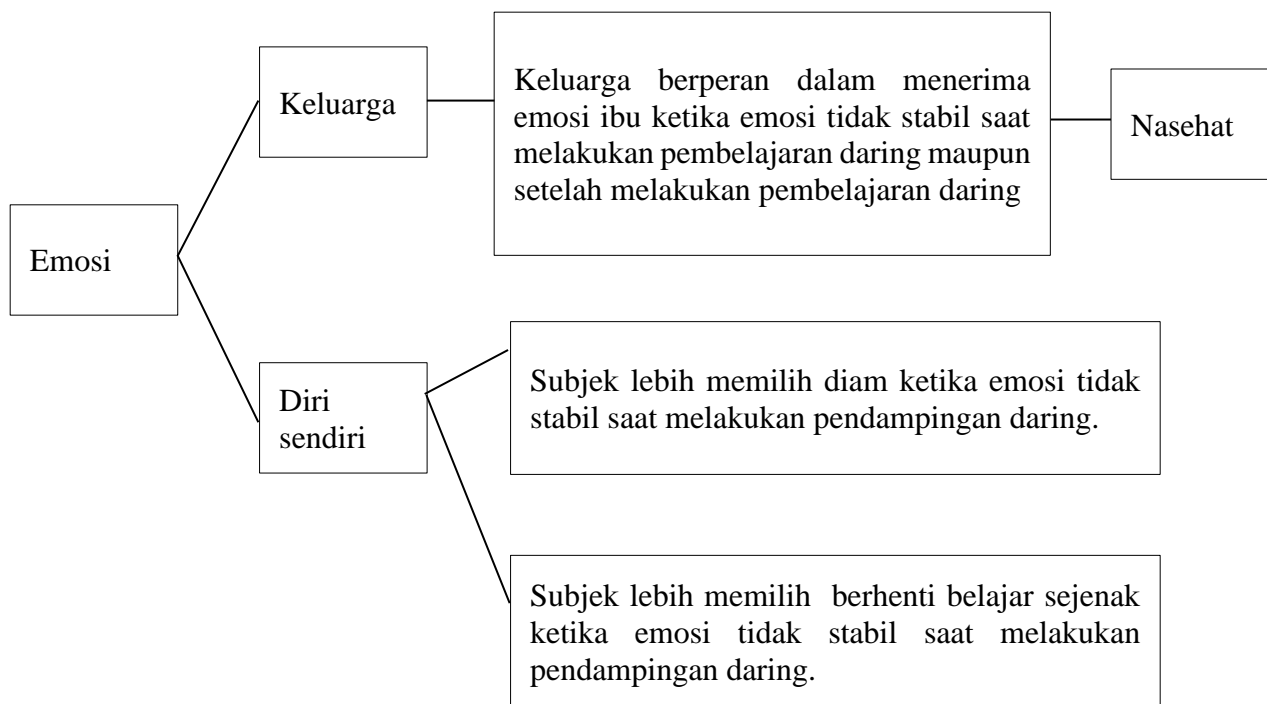 Emosi
Keluarga
Keluarga berperan dalam menerima
emosi ibu ketika emosi tidak stabil saat
melakukan pembelajaran daring maupun
setelah melakukan pembelajaran daring
Nasehat
Diri
sendiri
Subjek lebih memilih diam ketika emosi tidak
stabil saat melakukan pendampingan daring.
Subjek lebih memilih berhenti belajar sejenak
ketika emosi tidak stabil saat melakukan
pendampingan daring.